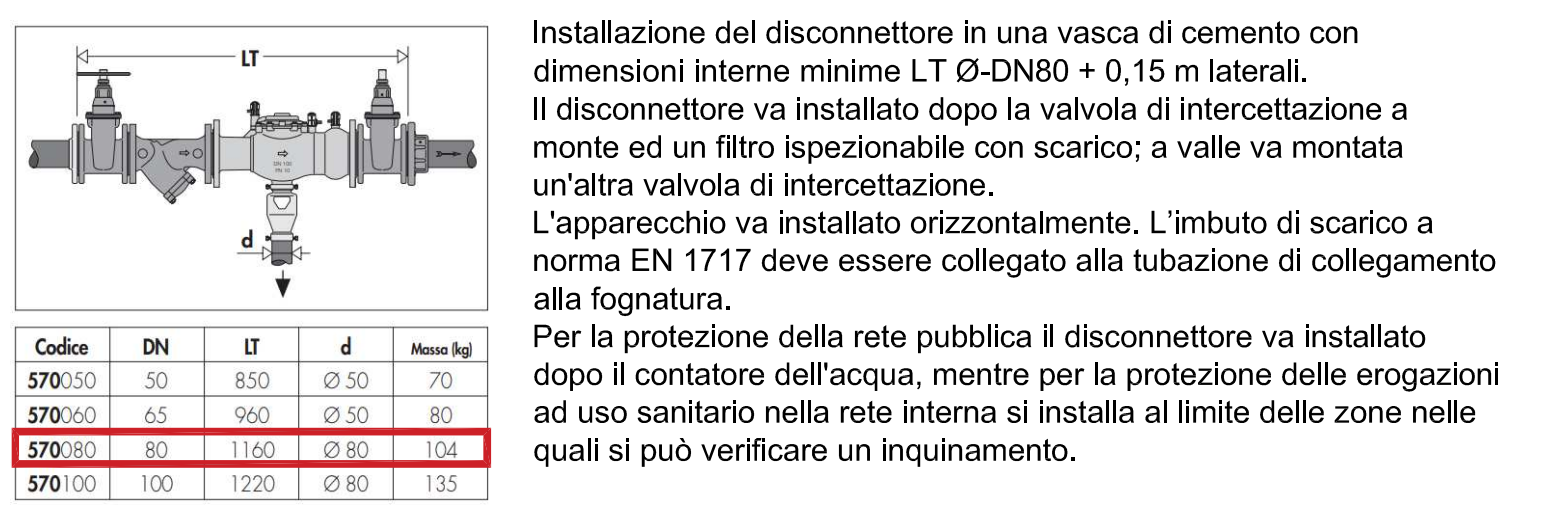 LT
DN 100
PN 10
d
Codice DN LT d Massa (kg)
570050 50 850 Ø 50 70
570060 65 960 Ø 50 80
570080 80 1160 Ø 80 104
570100 100 1220 Ø 80 135
Installazione del disconnettore in una vasca di cemento con
dimensioni interne minime LT Ø-DN80 + 0,15 m laterali.
Il disconnettore va installato dopo la valvola di intercettazione a
monte ed un filtro ispezionabile con scarico; a valle va montata
un'altra valvola di intercettazione.
L'apparecchio va installato orizzontalmente. L’imbuto di scarico a
norma EN 1717 deve essere collegato alla tubazione di collegamento
alla fognatura.
Per la protezione della rete pubblica il disconnettore va installato
dopo il contatore dell'acqua, mentre per la protezione delle erogazioni
ad uso sanitario nella rete interna si installa al limite delle zone nelle
quali si può verificare un inquinamento.